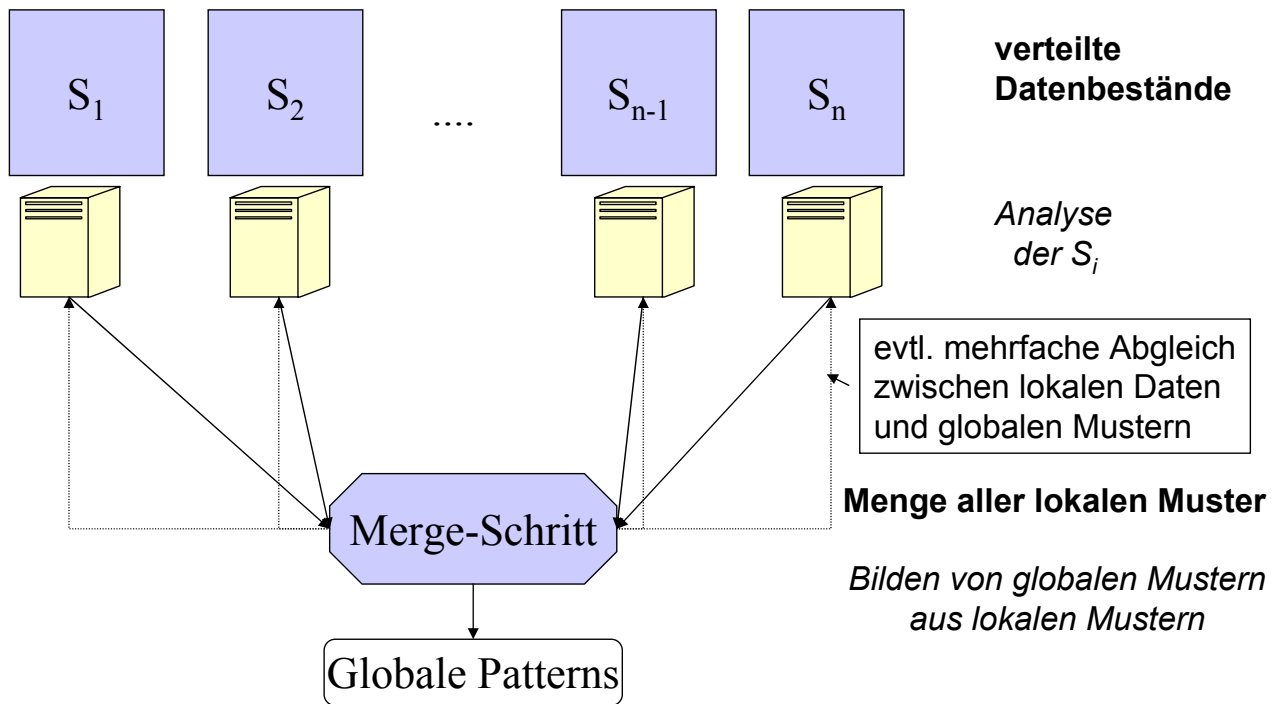 S1
S2
....
Sn-1
Sn
verteilte
Datenbestände
Analyse
der Si
evtl. mehrfache Abgleich
zwischen lokalen Daten
und globalen Mustern
Menge aller lokalen Muster
Merge-Schritt
Bilden von globalen Mustern
aus lokalen Mustern
Globale Patterns